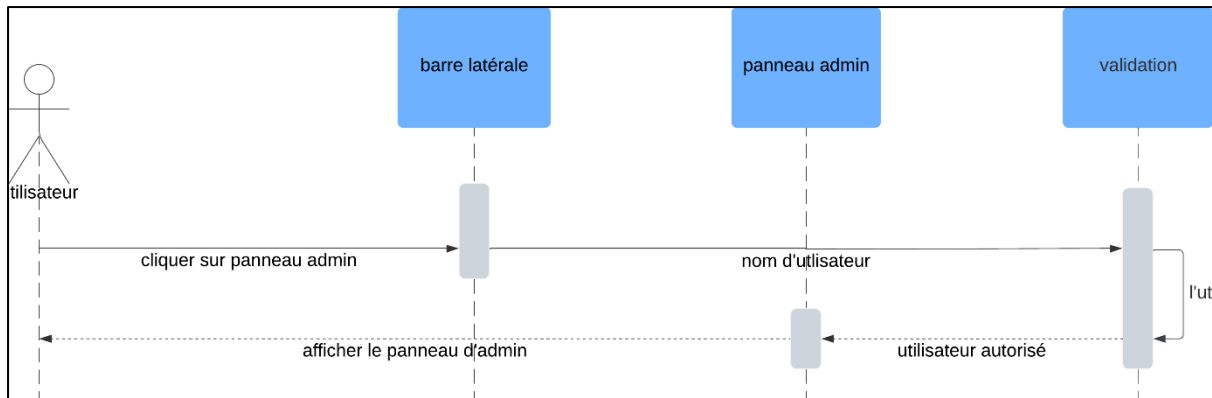 barre latérale
panneau admin
validation
tilisateur
cliquer sur panneau admin
nom d'utlisateur
l'ut
afficher le panneau d'admin
utilisateur autorisé